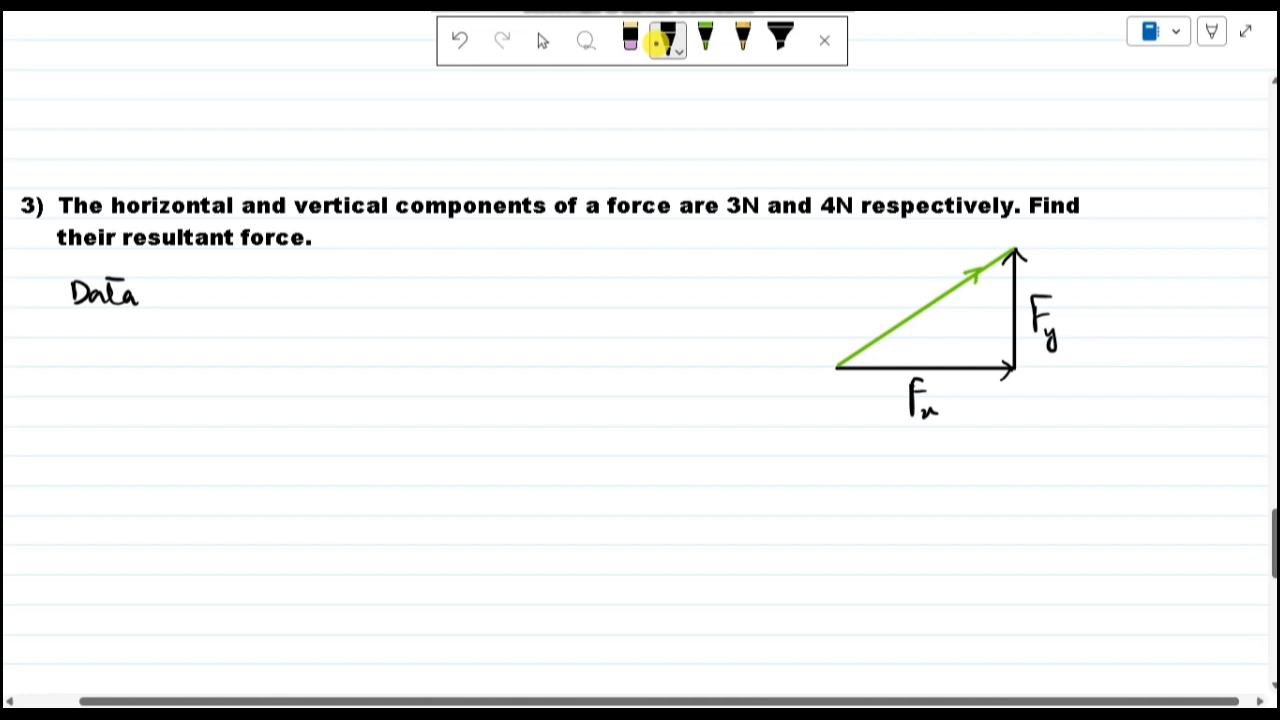 3) The horizontal and vertical components of a force are 3N and 4N respectively. Find
their resultant force.
Data
Fy
Fx